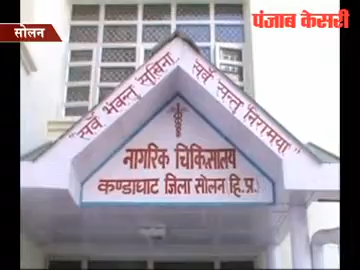 सोलन
पंजाब केसरी
"सर्वे भवन्तु सुखिना
सर्वे सन्तु निरामया"
नागरिक चिकित्सालय
कण्डाघाट जिला सोलन (हि.प्र.)